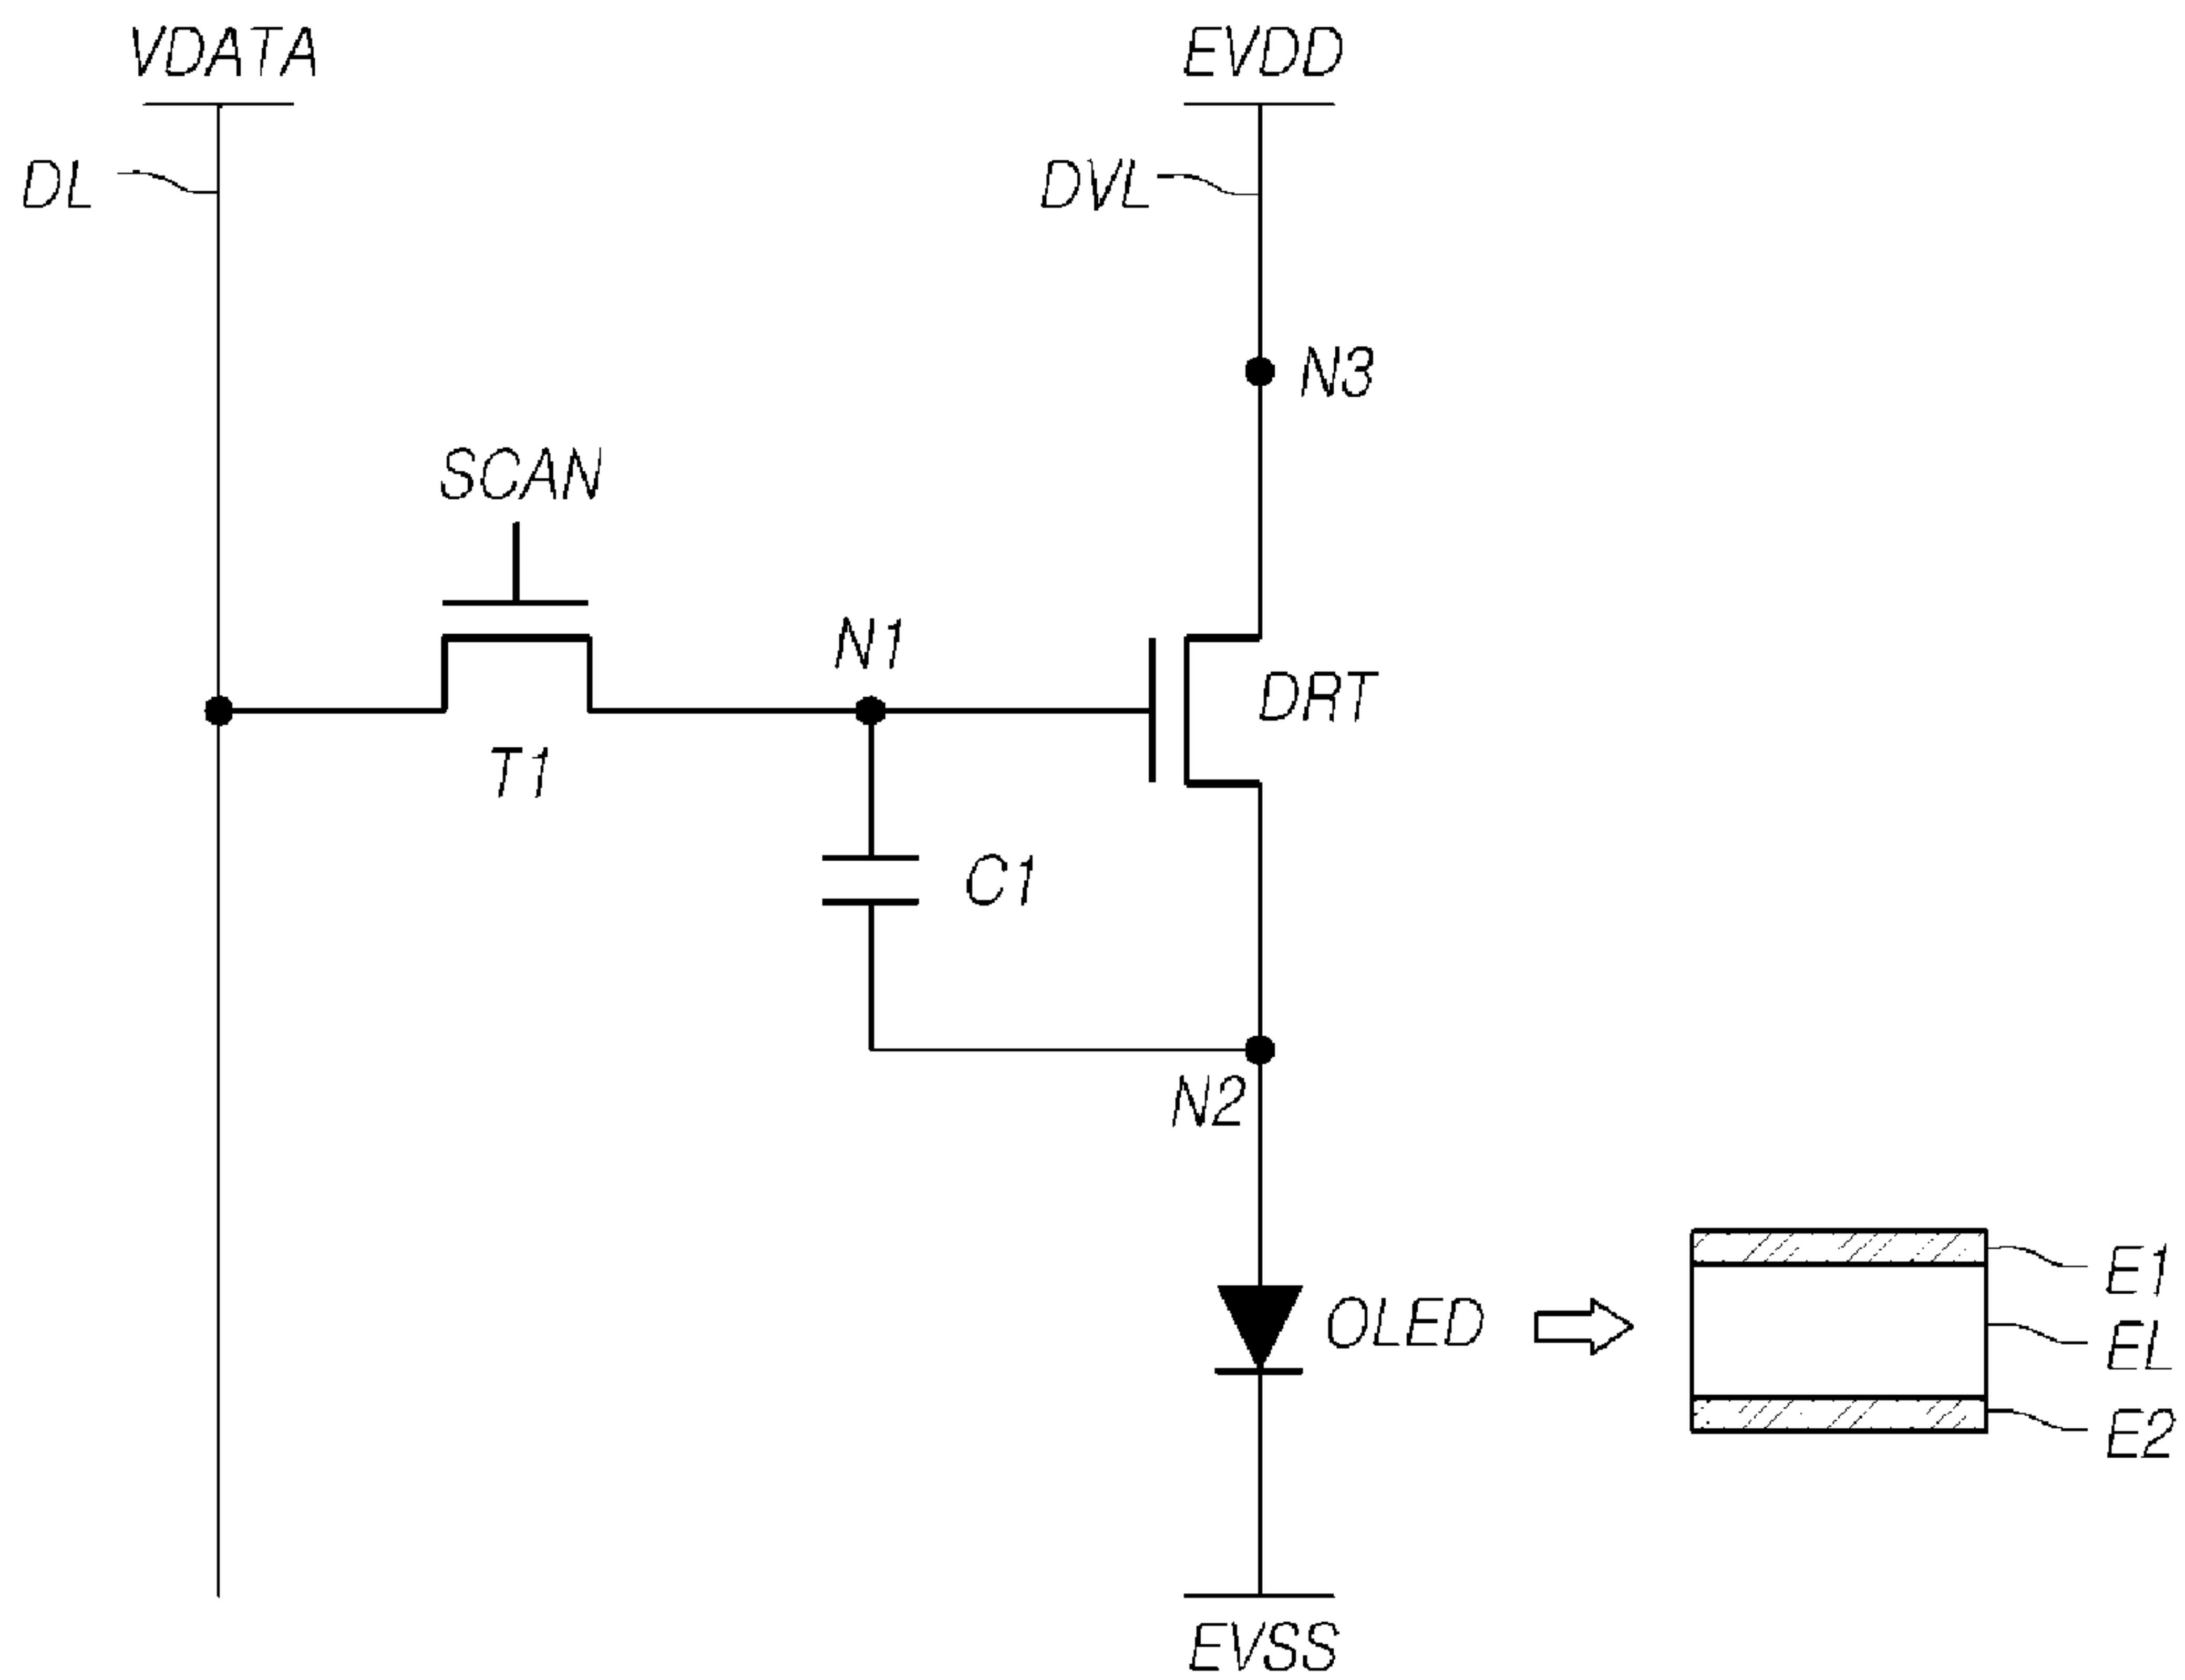 VDATA
EVDD
DL
DVL
N3
SCAN
N1
DRT
T1
C1
N2
E1
OLED
EL
E2
EVSS